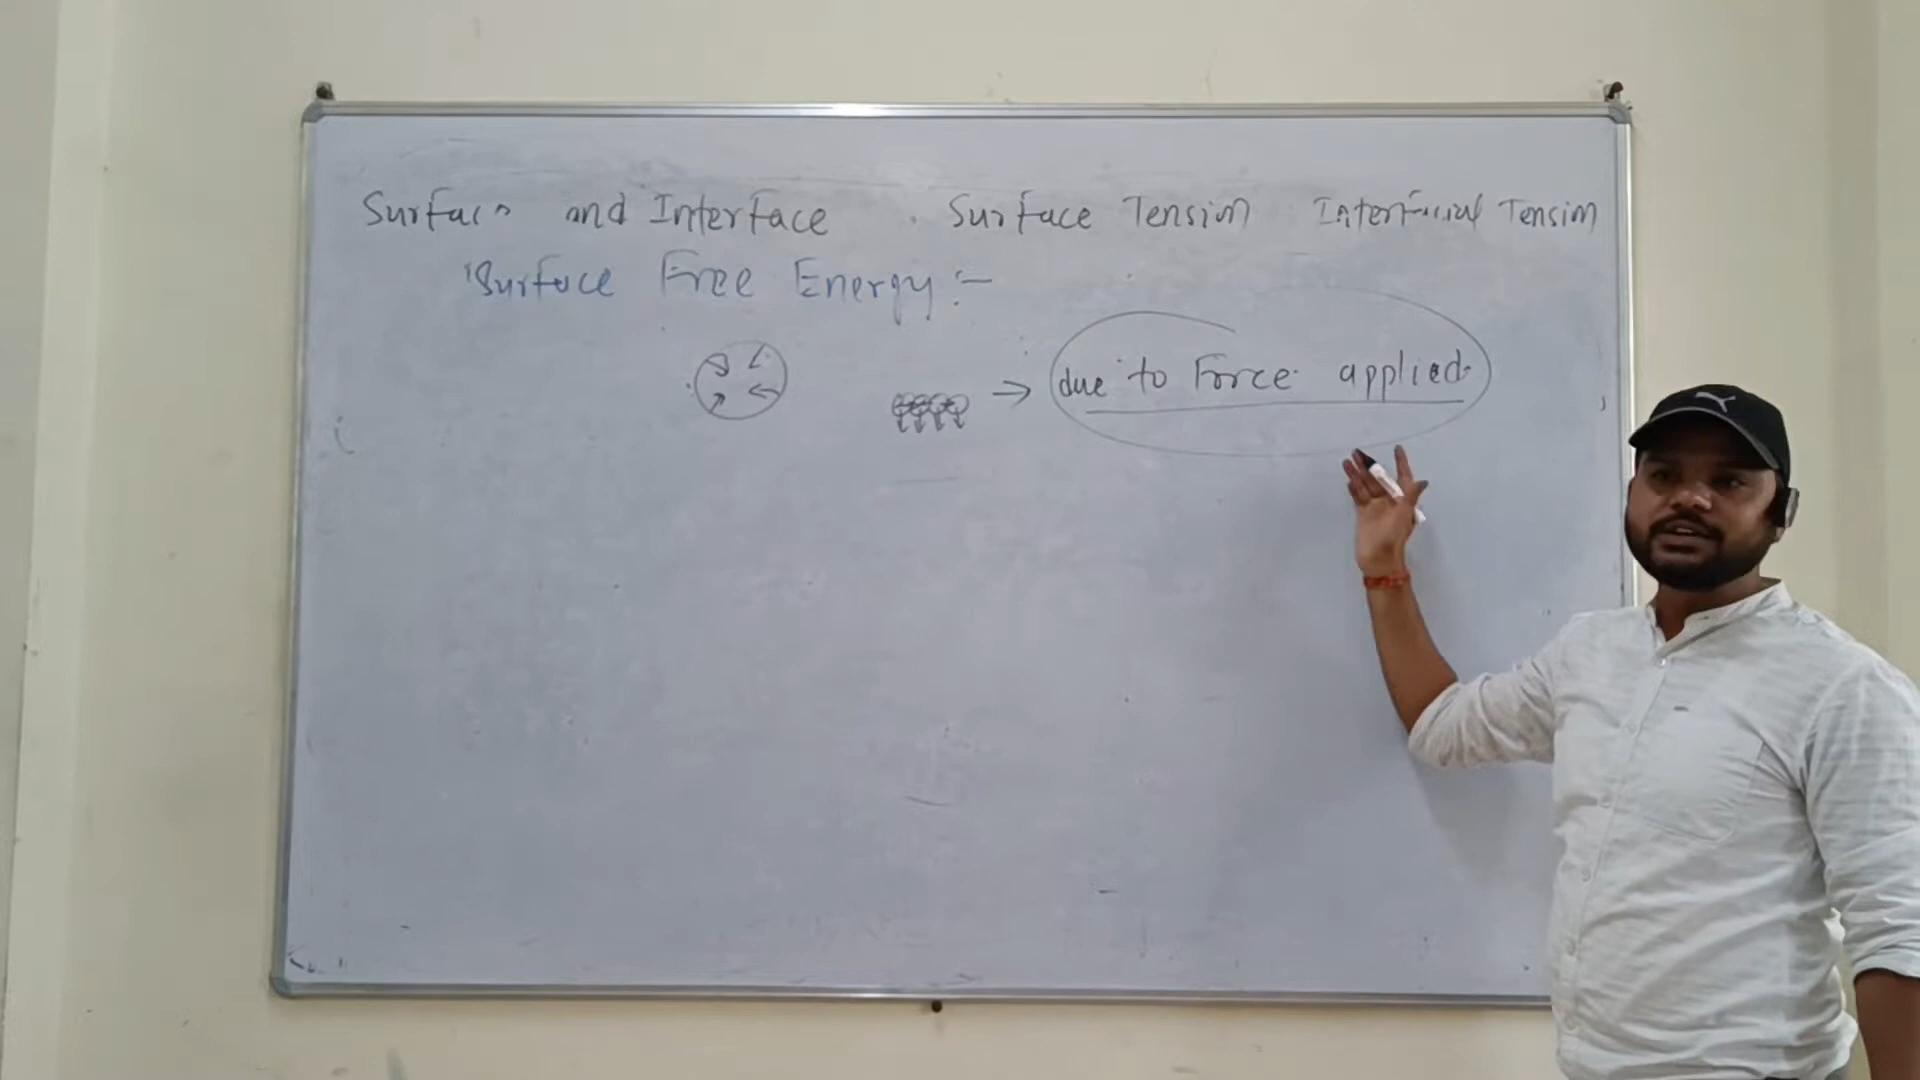 Surface and Interface . Surface Tension Interfacial Tension
Surface Free Energy :-
→ due to Force applied.